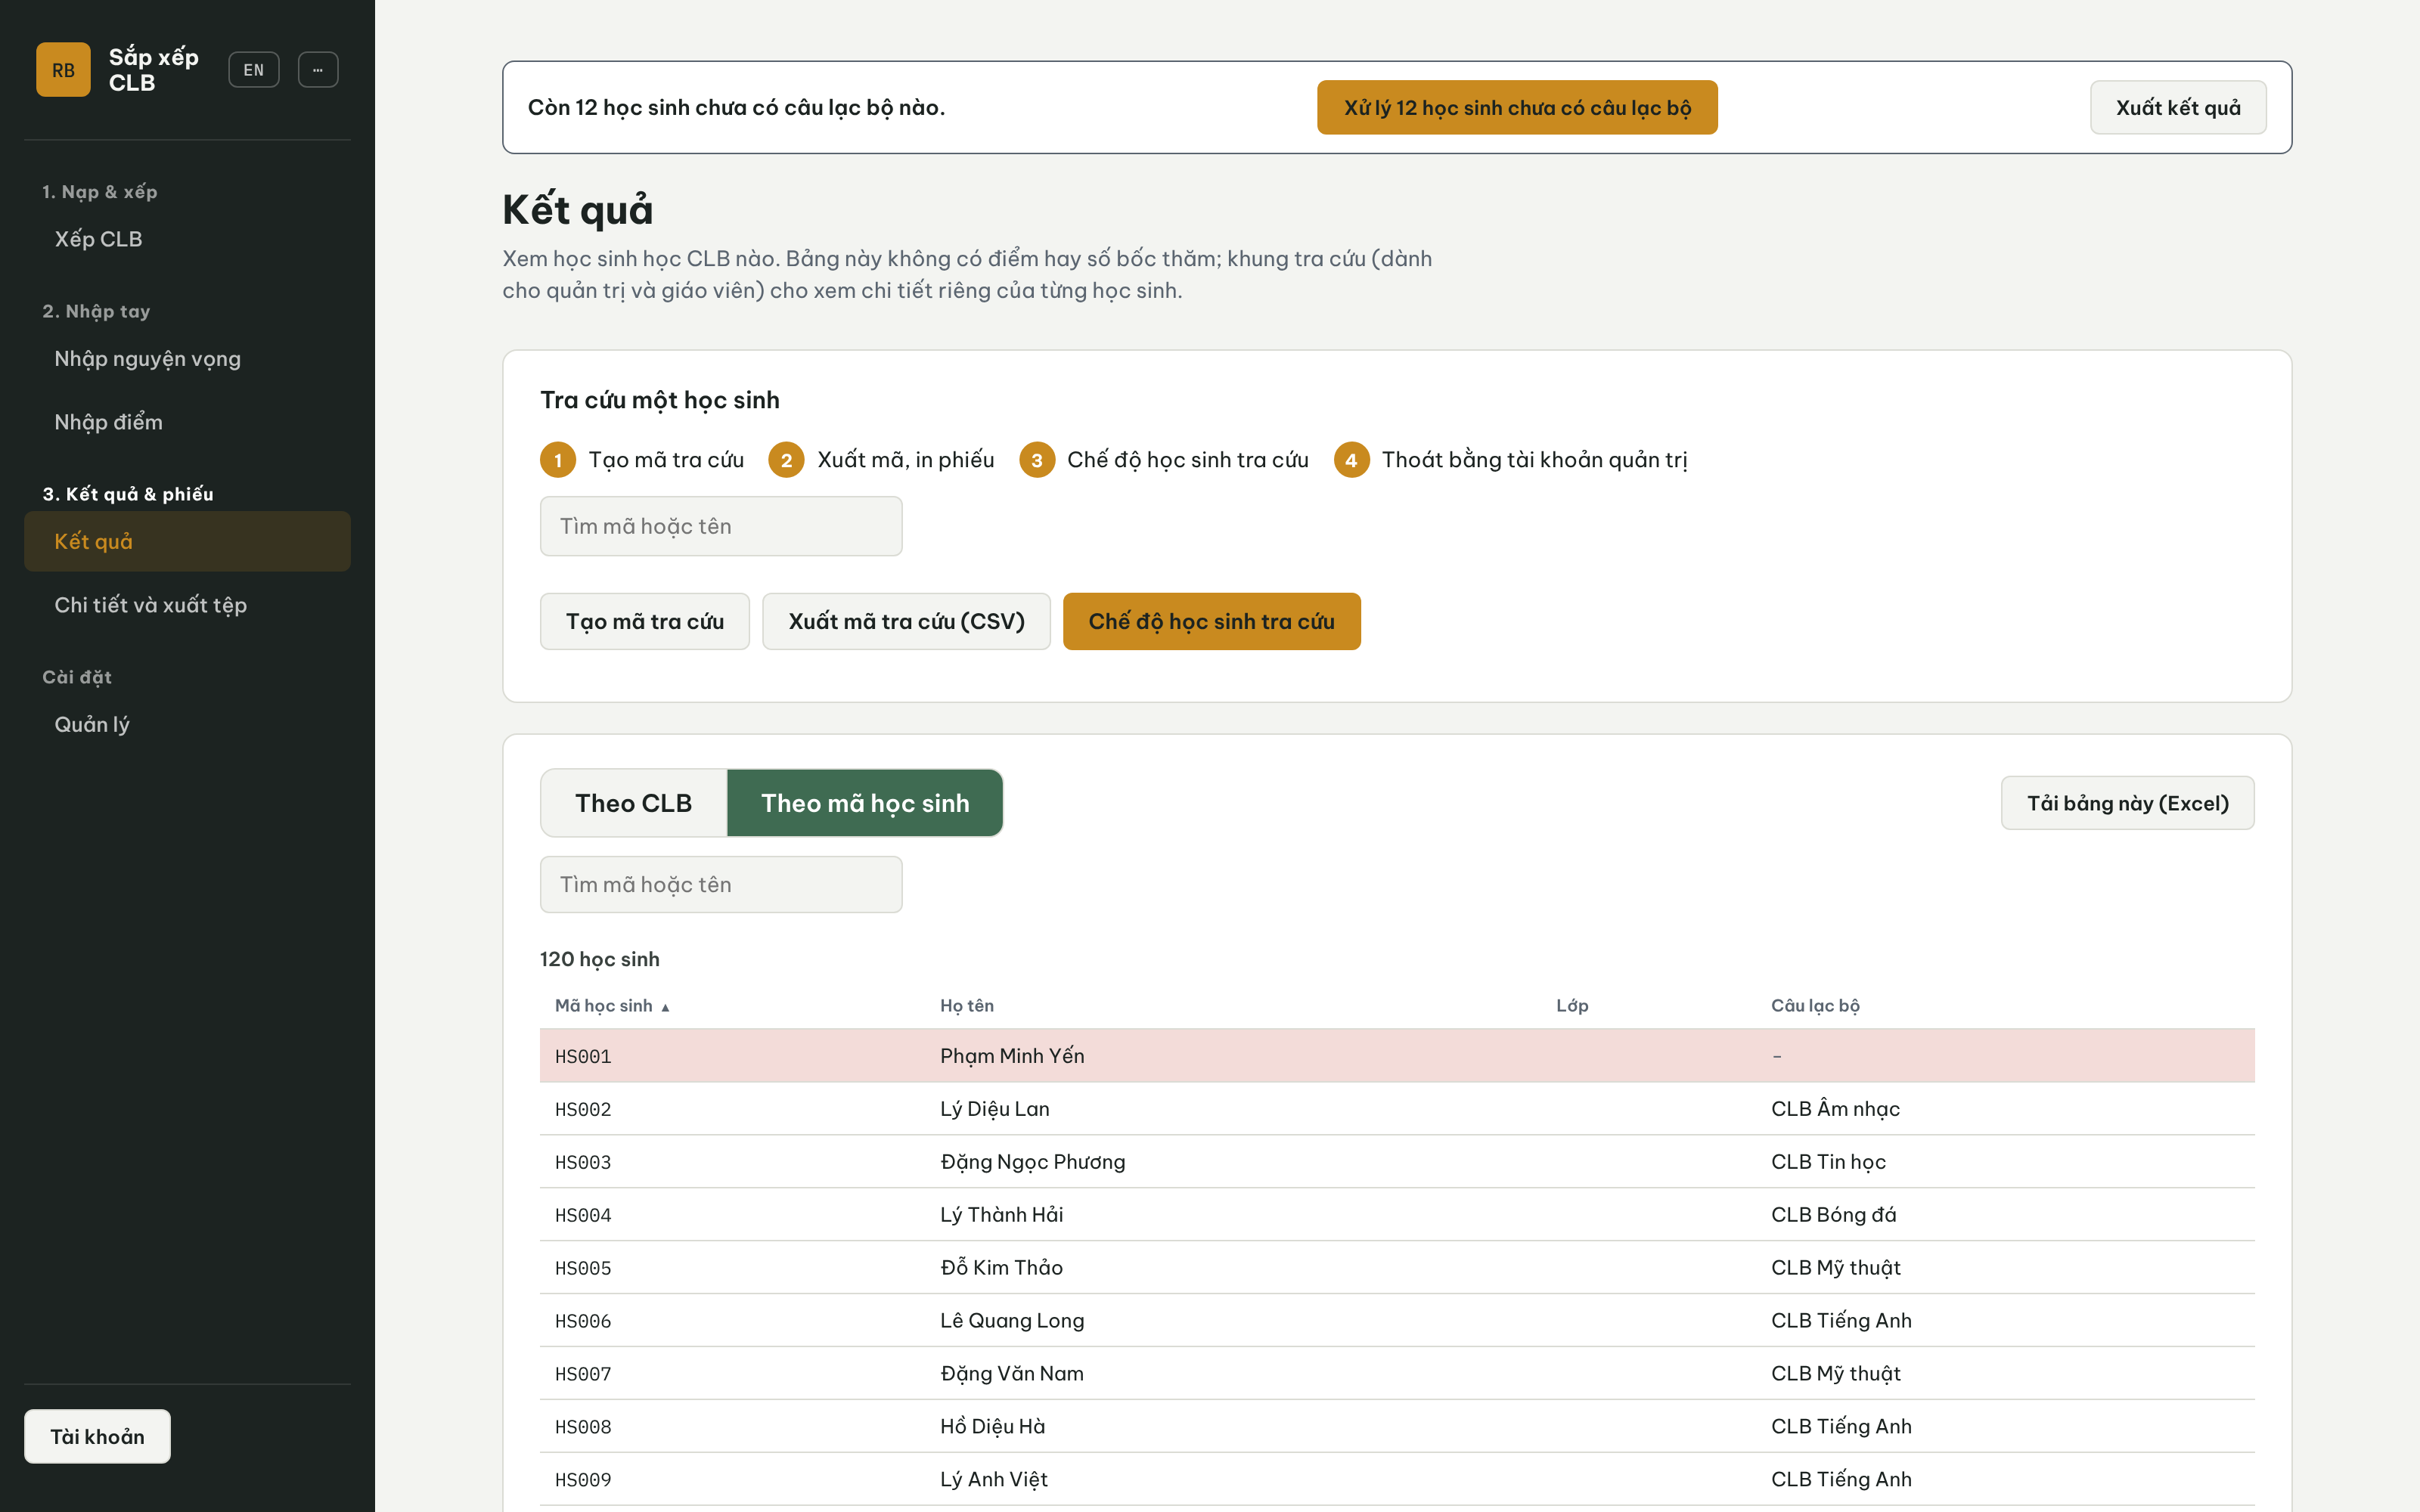 RB
Sắp xếp
CLB
EN
…
1. Nạp & xếp
Xếp CLB
2. Nhập tay
Nhập nguyện vọng
Nhập điểm
3. Kết quả & phiếu
Kết quả
Chi tiết và xuất tệp
Cài đặt
Quản lý
Tài khoản
Còn 12 học sinh chưa có câu lạc bộ nào.
Xử lý 12 học sinh chưa có câu lạc bộ
Xuất kết quả
Kết quả
Xem học sinh học CLB nào. Bảng này không có điểm hay số bốc thăm; khung tra cứu (dành
cho quản trị và giáo viên) cho xem chi tiết riêng của từng học sinh.
Tra cứu một học sinh
1 Tạo mã tra cứu 2 Xuất mã, in phiếu 3 Chế độ học sinh tra cứu 4 Thoát bằng tài khoản quản trị
Tìm mã hoặc tên
Tạo mã tra cứu Xuất mã tra cứu (CSV) Chế độ học sinh tra cứu
Theo CLB Theo mã học sinh Tải bảng này (Excel)
Tìm mã hoặc tên
120 học sinh
Mã học sinh ▲ Họ tên Lớp Câu lạc bộ
HS001 Phạm Minh Yến –
HS002 Lý Diệu Lan CLB Âm nhạc
HS003 Đặng Ngọc Phương CLB Tin học
HS004 Lý Thành Hải CLB Bóng đá
HS005 Đỗ Kim Thảo CLB Mỹ thuật
HS006 Lê Quang Long CLB Tiếng Anh
HS007 Đặng Văn Nam CLB Mỹ thuật
HS008 Hồ Diệu Hà CLB Tiếng Anh
HS009 Lý Anh Việt CLB Tiếng Anh